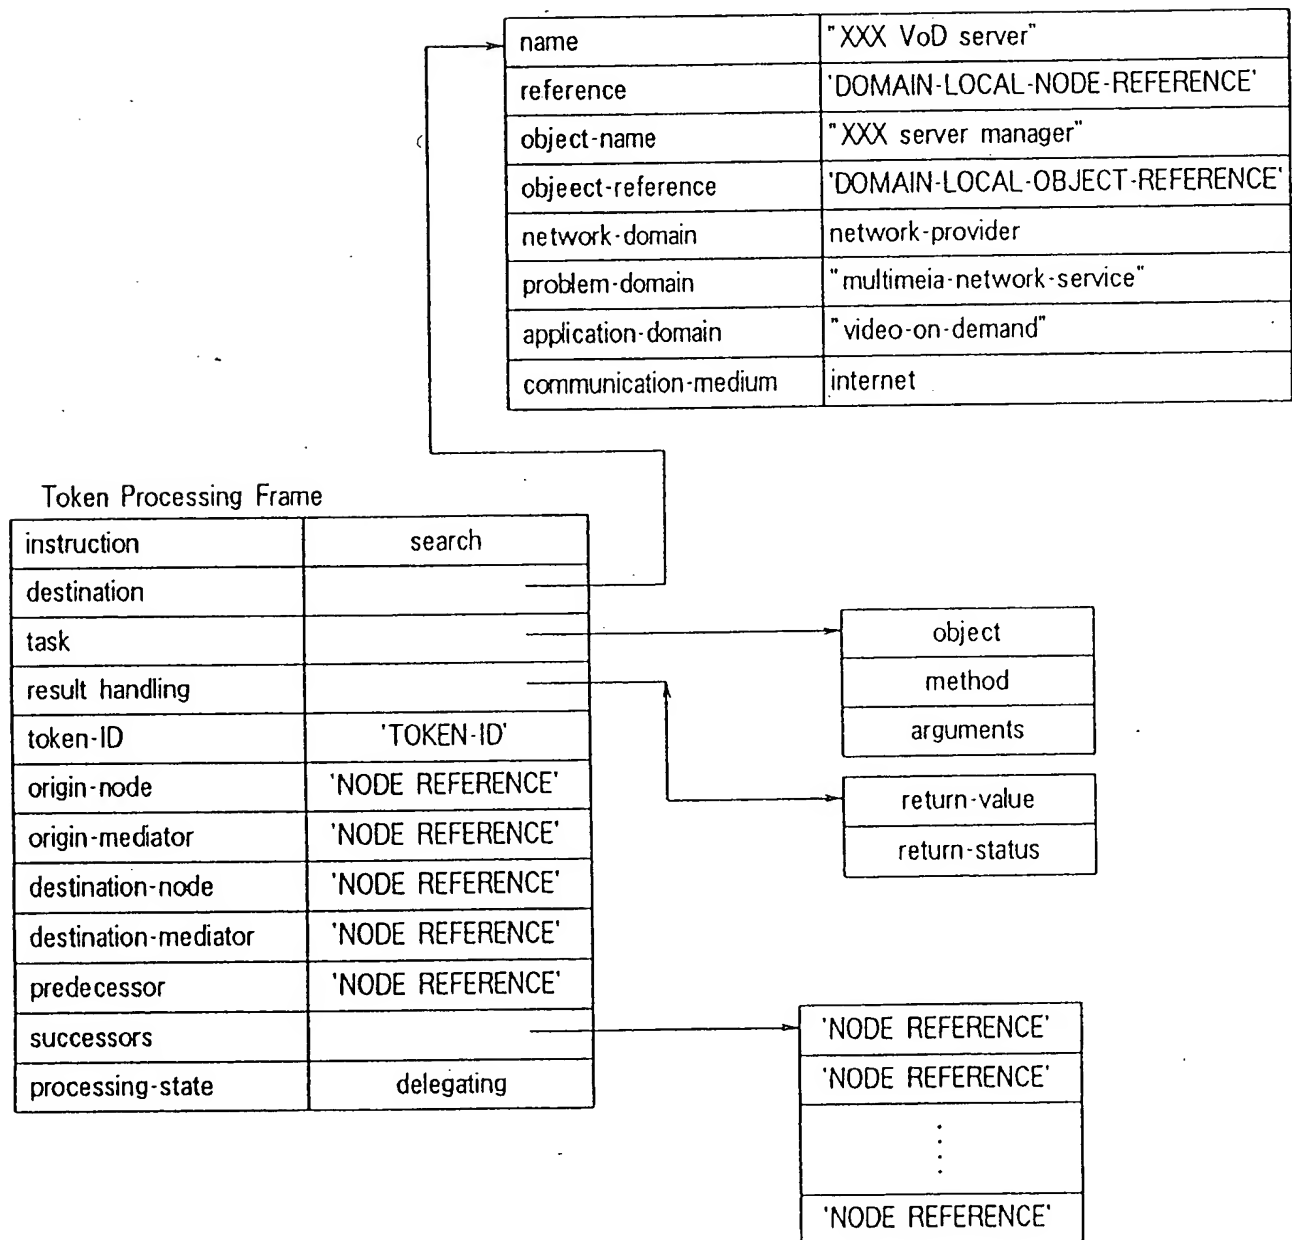 name "XXX VoD server"
reference 'DOMAIN-LOCAL-NODE-REFERENCE'
object-name "XXX server manager"
objeect-reference 'DOMAIN-LOCAL-OBJECT-REFERENCE'
network-domain network-provider
problem-domain "multimeia-network-service"
application-domain "video-on-demand"
communication-medium internet
Token Processing Frame
instruction search
destination
task
result handling
token-ID 'TOKEN-ID'
origin-node 'NODE REFERENCE'
origin-mediator 'NODE REFERENCE'
destination-node 'NODE REFERENCE'
destination-mediator 'NODE REFERENCE'
predecessor 'NODE REFERENCE'
successors
processing-state delegating
object
method
arguments
return-value
return-status
'NODE REFERENCE'
'NODE REFERENCE'
'NODE REFERENCE'